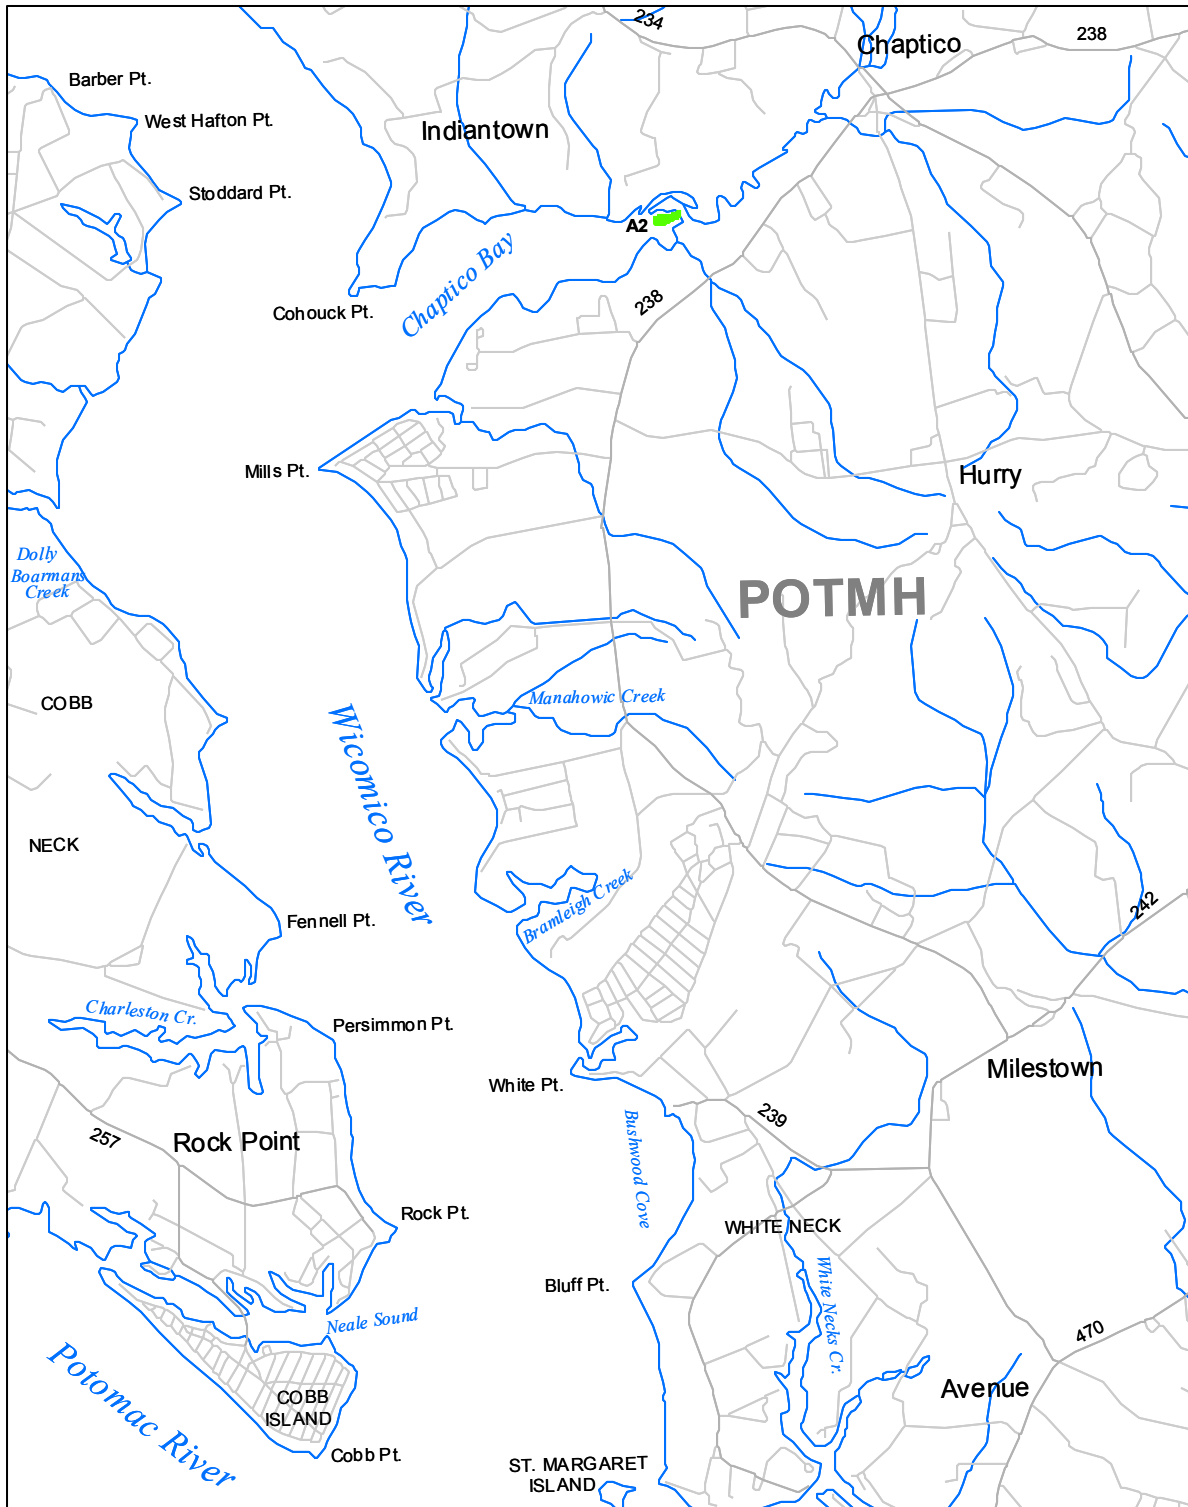 234
238
Chaptico
Barber Pt.
West Hafton Pt.
Indiantown
Stoddard Pt.
A2
Chaptico Bay
238
Cohouck Pt.
Mills Pt.
Hurry
Dolly
Boarmans
Creek
POTMH
COBB
Manahowic Creek
Wicomico River
NECK
Bramleigh Creek
242
Fennell Pt.
Charleston Cr.
Persimmon Pt.
Milestown
White Pt.
239
257
Rock Point
Bushwood Cove
Rock Pt.
WHITE NECK
Bluff Pt.
White Necks Cr.
Neale Sound
470
Potomac River
Avenue
COBB
ISLAND
Cobb Pt.
ST. MARGARET
ISLAND